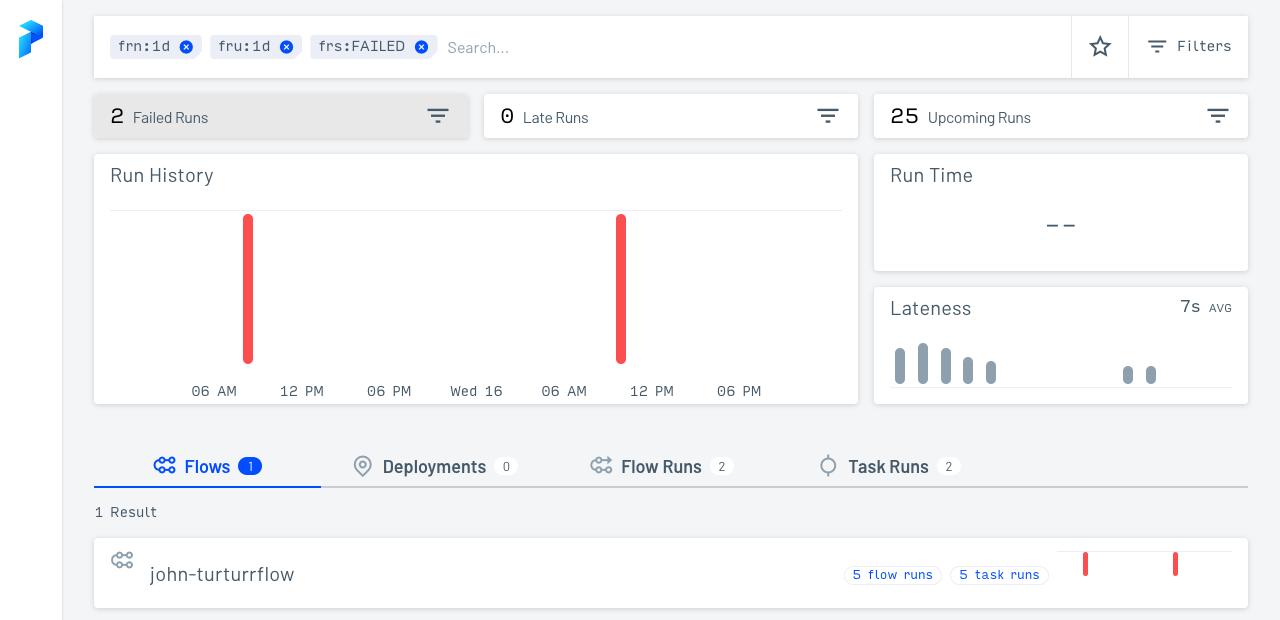 frn:1d fru:1d frs:FAILED Search... Filters
2 Failed Runs 0 Late Runs 25 Upcoming Runs
Run History
Run Time
--
Lateness 7s AVG
06 AM 12 PM 06 PM Wed 16 06 AM 12 PM 06 PM
Flows 1 Deployments 0 Flow Runs 2 Task Runs 2
1 Result
john-turturrflow 5 flow runs 5 task runs